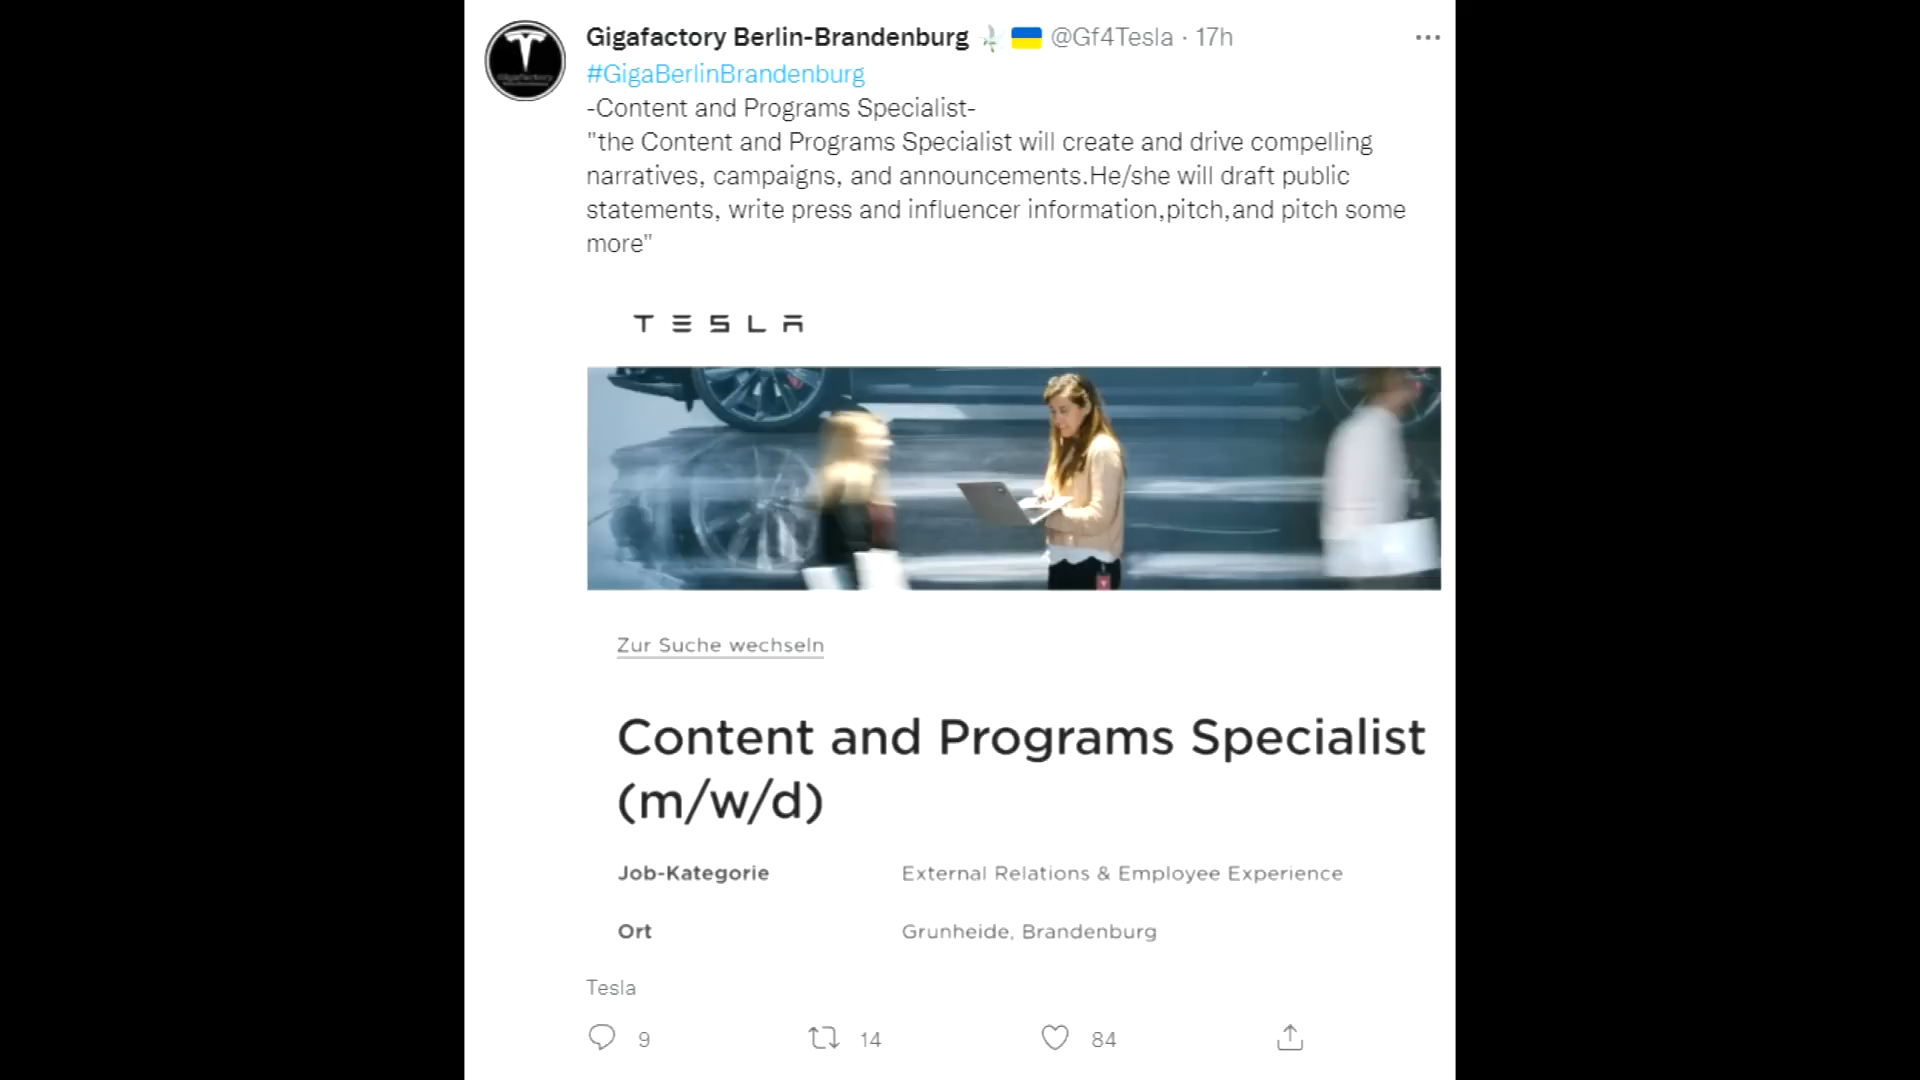 Gigafactory Berlin-Brandenburg @Gf4Tesla · 17h
#GigaBerlinBrandenburg
-Content and Programs Specialist-
"the Content and Programs Specialist will create and drive compelling
narratives, campaigns, and announcements.He/she will draft public
statements, write press and influencer information,pitch,and pitch some
more"
TESLA
Zur Suche wechseln
Content and Programs Specialist
(m/w/d)
Job-Kategorie External Relations & Employee Experience
Ort Grunheide, Brandenburg
Tesla
9 14 84